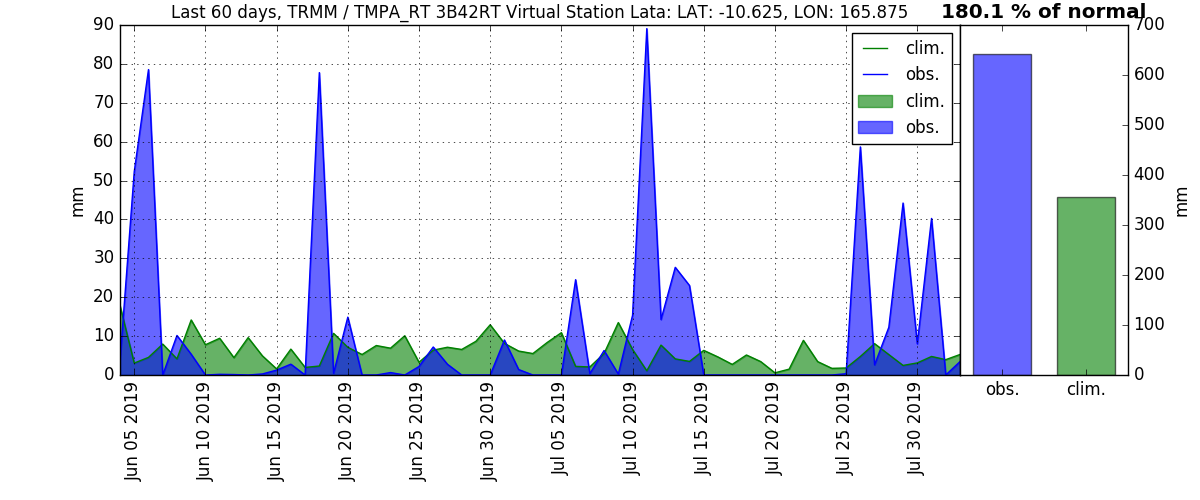 Last 60 days, TRMM / TMPA_RT 3B42RT Virtual Station Lata: LAT: -10.625, LON: 165.875
180.1 % of normal
90
80
70
60
50
40
30
20
10
0
mm
clim.
obs.
clim.
obs.
Jun 05 2019
Jun 10 2019
Jun 15 2019
Jun 20 2019
Jun 25 2019
Jun 30 2019
Jul 05 2019
Jul 10 2019
Jul 15 2019
Jul 20 2019
Jul 25 2019
Jul 30 2019
700
600
500
400
300
200
100
0
mm
obs.
clim.